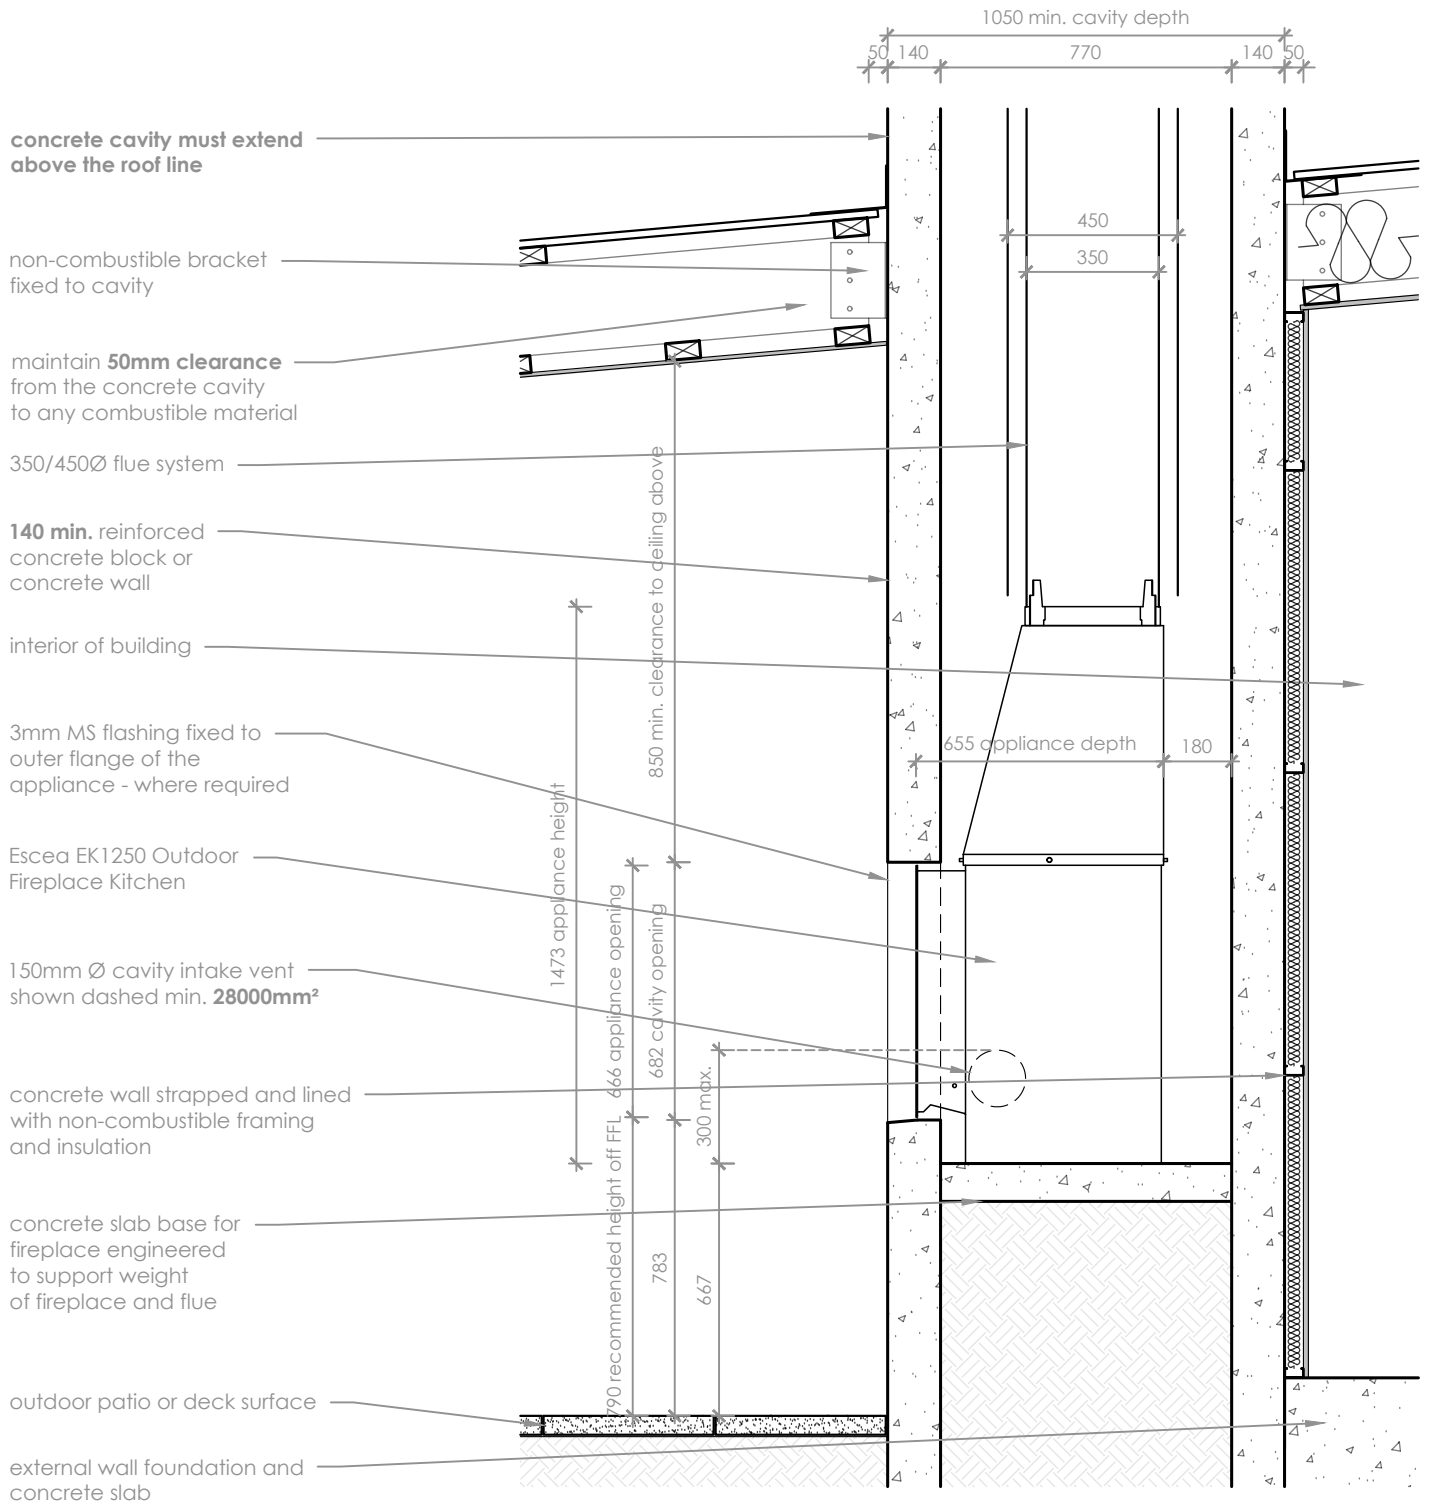 1050 min. cavity depth
50 140 770 140 50
concrete cavity must extend
above the roof line
non-combustible bracket
fixed to cavity
maintain 50mm clearance
from the concrete cavity
to any combustible material
350/450Ø flue system
140 min. reinforced
concrete block or
concrete wall
interior of building
3mm MS flashing fixed to
outer flange of the
appliance - where required
Escea EK1250 Outdoor
Fireplace Kitchen
150mm Ø cavity intake vent
shown dashed min. 28000mm²
concrete wall strapped and lined
with non-combustible framing
and insulation
concrete slab base for
fireplace engineered
to support weight
of fireplace and flue
outdoor patio or deck surface
external wall foundation and
concrete slab
450
350
655 appliance depth
180
850 min. clearance to ceiling above
1473 appliance height
666 appliance opening
682 cavity opening
300 max.
790 recommended height off FFL
783
667